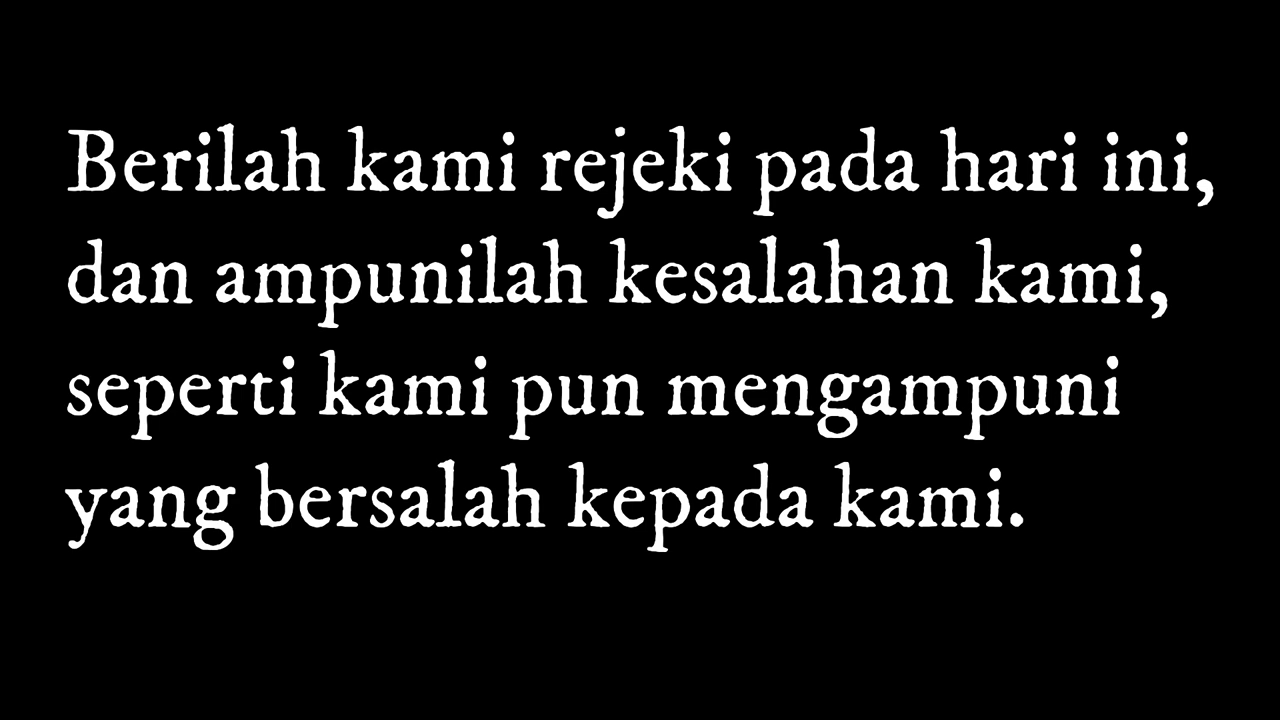 Berilah kami rejeki pada hari ini,
dan ampunilah kesalahan kami,
seperti kami pun mengampuni
yang bersalah kepada kami.